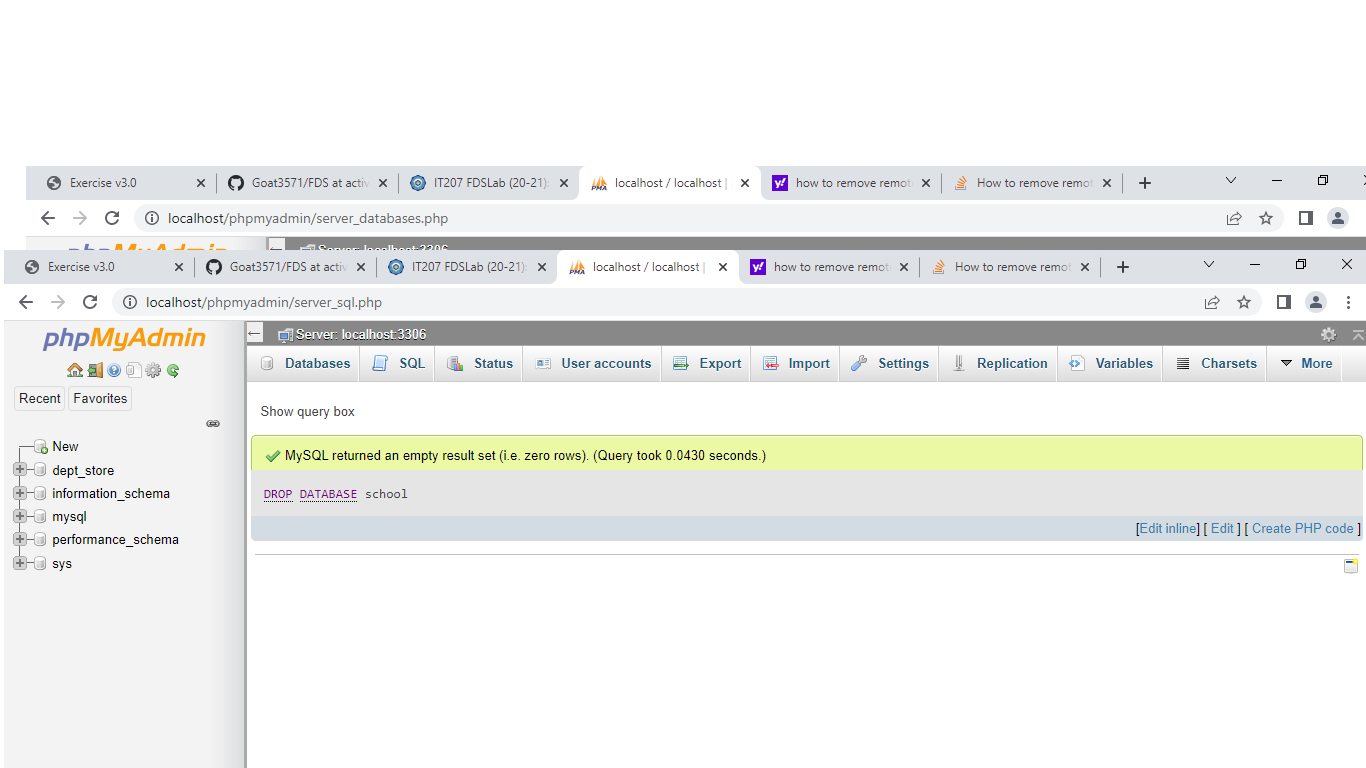 Exercise v3.0 Goat3571/FDS at activ IT207 FDSLab (20-21): localhost / localhost | how to remove remot How to remove remot
localhost/phpmyadmin/server_databases.php
phpMyAdmin Server: localhost:3306
Exercise v3.0 Goat3571/FDS at activ IT207 FDSLab (20-21): localhost / localhost | how to remove remot How to remove remot
localhost/phpmyadmin/server_sql.php
phpMyAdmin Server: localhost:3306
Databases SQL Status User accounts Export Import Settings Replication Variables Charsets More
Recent Favorites
New
dept_store
information_schema
mysql
performance_schema
sys
Show query box
MySQL returned an empty result set (i.e. zero rows). (Query took 0.0430 seconds.)
DROP DATABASE school
[Edit inline] [ Edit ] [ Create PHP code ]